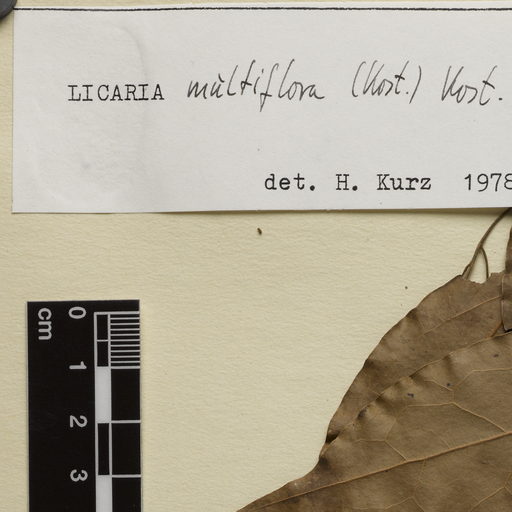 LICARIA multiflora (Kost.) Kost.
det. H. Kurz 1978
cm
0
1
2
3